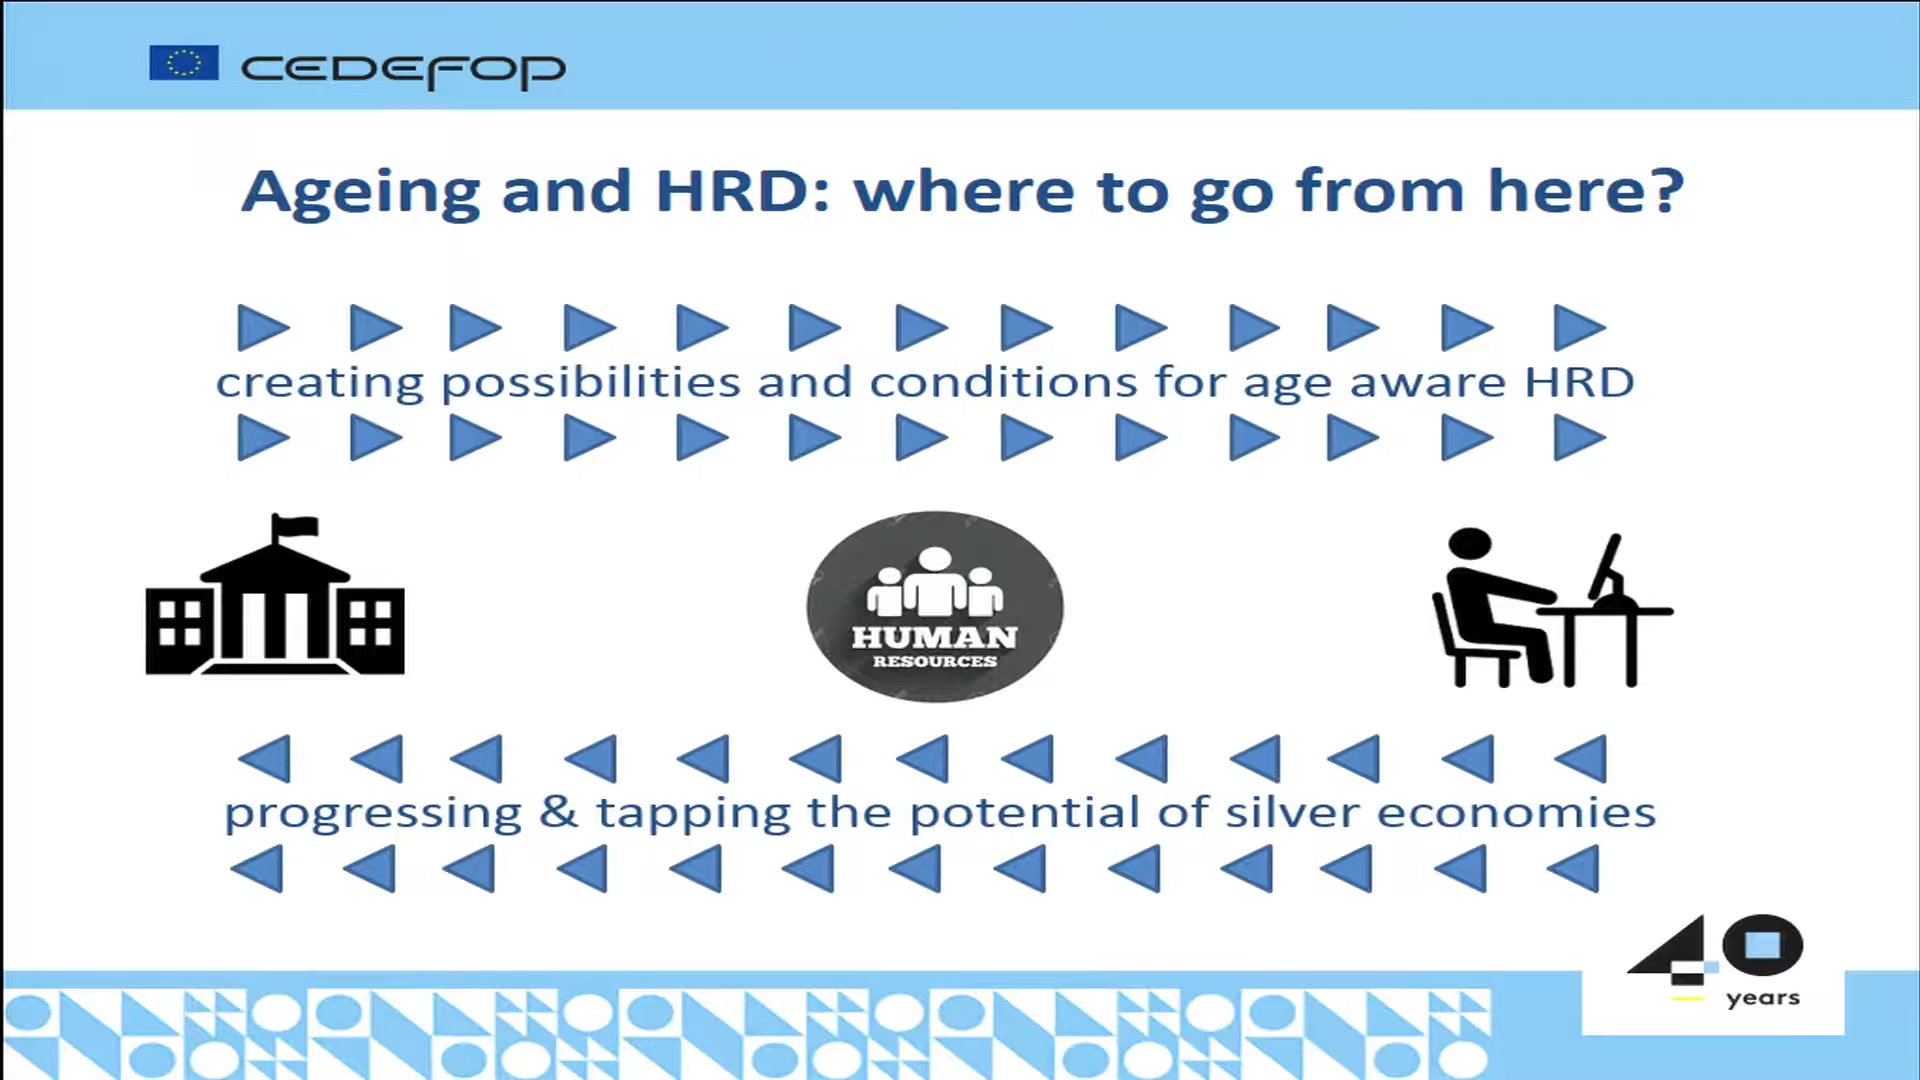 CEDEFOP
Ageing and HRD: where to go from here?
creating possibilities and conditions for age aware HRD
HUMAN
RESOURCES
progressing & tapping the potential of silver economies
40
years